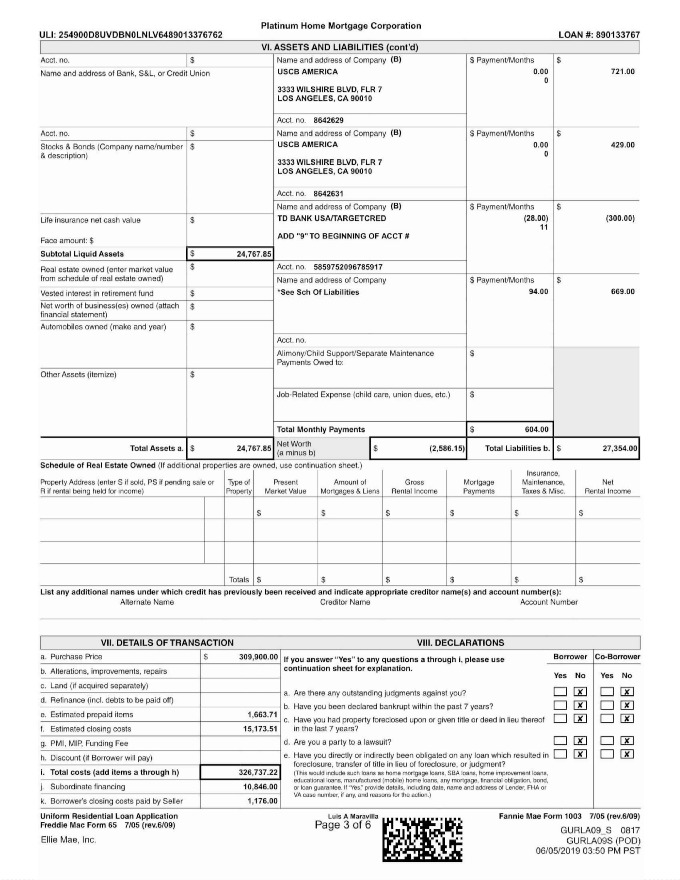 Platinum Home Mortgage Corporation
ULI: 254900D8UVDBN0LNLV6489013376762 LOAN #: 890133767
VI. ASSETS AND LIABILITIES (cont'd)
Acct. no. $ Name and address of Company (B) $ Payment/Months $
Name and address of Bank, S&L, or Credit Union USCB AMERICA 0.00 721.00
0
3333 WILSHIRE BLVD, FLR 7
LOS ANGELES, CA 90010
Acct. no. 8642629
Acct. no. $ Name and address of Company (B) $ Payment/Months $
Stocks & Bonds (Company name/number $ USCB AMERICA 0.00 429.00
& description) 0
3333 WILSHIRE BLVD, FLR 7
LOS ANGELES, CA 90010
Acct. no. 8642631
Name and address of Company (B) $ Payment/Months $
Life insurance net cash value $ TD BANK USA/TARGETCRED (28.00) (300.00)
11
Face amount: $ ADD "9" TO BEGINNING OF ACCT #
Subtotal Liquid Assets $ 24,767.85
Real estate owned (enter market value $ Acct. no. 5859752096785917
from schedule of real estate owned) Name and address of Company $ Payment/Months $
Vested interest in retirement fund $ *See Sch Of Liabilities 94.00 669.00
Net worth of business(es) owned (attach $
financial statement)
Automobiles owned (make and year) $
Acct. no.
Alimony/Child Support/Separate Maintenance $
Payments Owed to:
Other Assets (itemize) $
Job-Related Expense (child care, union dues, etc.) $
Total Monthly Payments $ 604.00
Total Assets a. $ 24,767.85 Net Worth $ (2,586.15) Total Liabilities b. $ 27,354.00
(a minus b)
Schedule of Real Estate Owned (If additional properties are owned, use continuation sheet.)
Insurance,
Property Address (enter S if sold, PS if pending sale or Type of Present Amount of Gross Mortgage Maintenance, Net
R if rental being held for income) Property Market Value Mortgages & Liens Rental Income Payments Taxes & Misc. Rental Income
$ $ $ $ $ $
Totals $ $ $ $ $ $
List any additional names under which credit has previously been received and indicate appropriate creditor name(s) and account number(s):
Alternate Name Creditor Name Account Number
VII. DETAILS OF TRANSACTION VIII. DECLARATIONS
a. Purchase Price $ 309,900.00 If you answer "Yes" to any questions a through i, please use Borrower Co-Borrower
b. Alterations, improvements, repairs continuation sheet for explanation. Yes No Yes No
c. Land (if acquired separately)
a. Are there any outstanding judgments against you? X X
d. Refinance (incl. debts to be paid off) b. Have you been declared bankrupt within the past 7 years? X X
e. Estimated prepaid items 1,663.71 c. Have you had property foreclosed upon or given title or deed in lieu thereof X X
f. Estimated closing costs 15,173.51 in the last 7 years?
g. PMI, MIP, Funding Fee d. Are you a party to a lawsuit? X X
h. Discount (if Borrower will pay) e. Have you directly or indirectly been obligated on any loan which resulted in X X
i. Total costs (add items a through h) 326,737.22 foreclosure, transfer of title in lieu of foreclosure, or judgment?
(This would include such loans as home mortgage loans, SBA loans, home improvement loans,
j. Subordinate financing 10,846.00 educational loans, manufactured (mobile) home loans, any mortgage, financial obligation, bond,
or loan guarantee. If "Yes," provide details, including date, name and address of Lender, FHA or
k. Borrower's closing costs paid by Seller 1,176.00 VA case number, if any, and reasons for the action.)
Uniform Residential Loan Application Luis A Maravilla Fannie Mae Form 1003 7/05 (rev.6/09)
Freddie Mac Form 65 7/05 (rev.6/09) Page 3 of 6
GURLA09_S 0817
Ellie Mae, Inc. GURLA09S (POD)
06/05/2019 03:50 PM PST